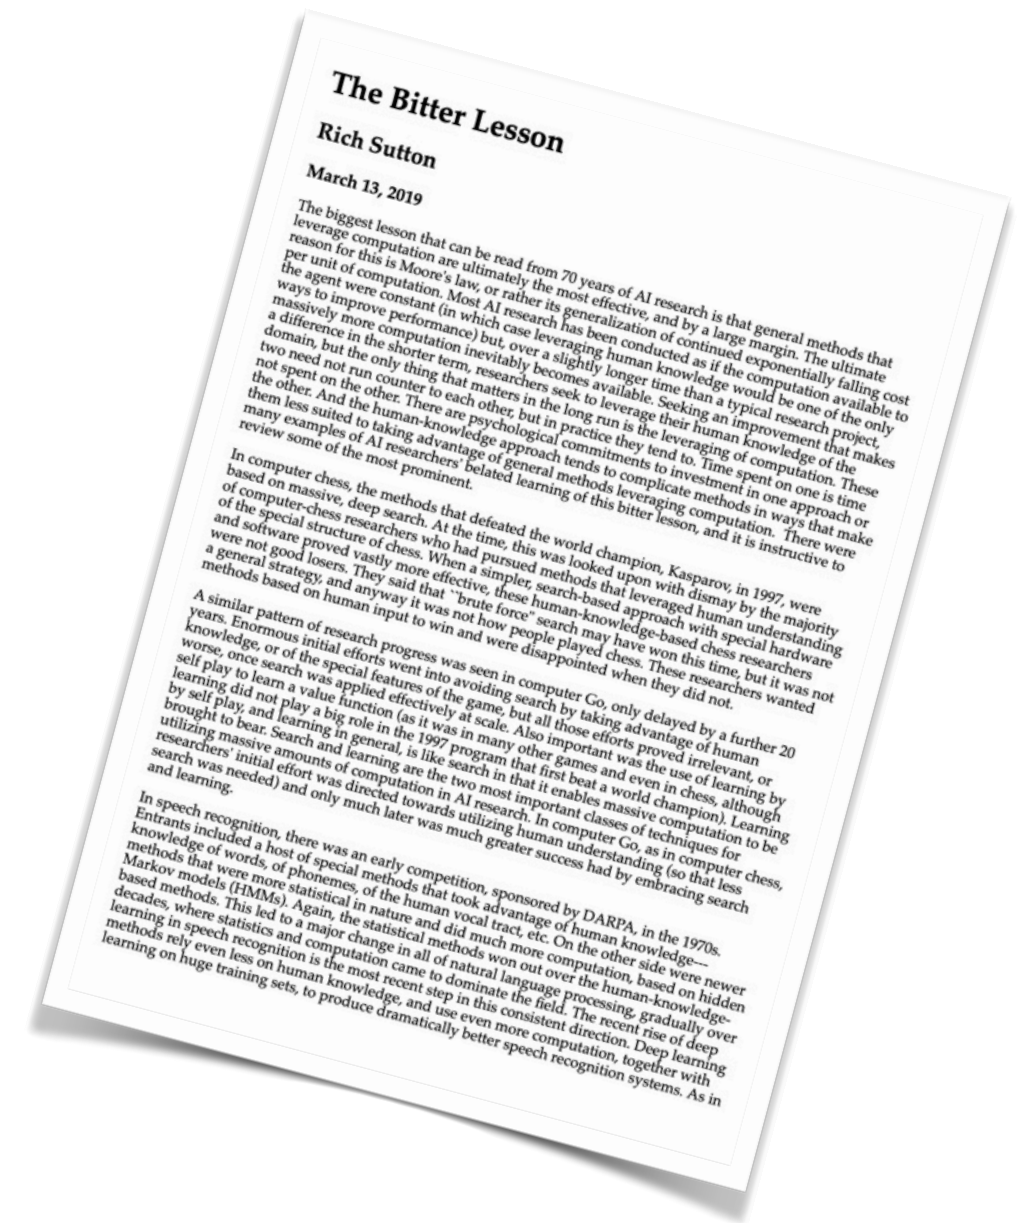 The Bitter Lesson
Rich Sutton
March 13, 2019
The biggest lesson that can be read from 70 years of AI research is that general methods that
leverage computation are ultimately the most effective, and by a large margin. The ultimate
reason for this is Moore's law, or rather its generalization of continued exponentially falling cost
per unit of computation. Most AI research has been conducted as if the computation available to
the agent were constant (in which case leveraging human knowledge would be one of the only
ways to improve performance) but, over a slightly longer time than a typical research project,
massively more computation inevitably becomes available. Seeking an improvement that makes
a difference in the shorter term, researchers seek to leverage their human knowledge of the
domain, but the only thing that matters in the long run is the leveraging of computation. These
two need not run counter to each other, but in practice they tend to. Time spent on one is time
not spent on the other. There are psychological commitments to investment in one approach or
the other. And the human-knowledge approach tends to complicate methods in ways that make
them less suited to taking advantage of general methods leveraging computation.  There were
many examples of AI researchers' belated learning of this bitter lesson, and it is instructive to
review some of the most prominent.
In computer chess, the methods that defeated the world champion, Kasparov, in 1997, were
based on massive, deep search. At the time, this was looked upon with dismay by the majority
of computer-chess researchers who had pursued methods that leveraged human understanding
of the special structure of chess. When a simpler, search-based approach with special hardware
and software proved vastly more effective, these human-knowledge-based chess researchers
were not good losers. They said that ``brute force" search may have won this time, but it was not
a general strategy, and anyway it was not how people played chess. These researchers wanted
methods based on human input to win and were disappointed when they did not.
A similar pattern of research progress was seen in computer Go, only delayed by a further 20
years. Enormous initial efforts went into avoiding search by taking advantage of human
knowledge, or of the special features of the game, but all those efforts proved irrelevant, or
worse, once search was applied effectively at scale. Also important was the use of learning by
self play to learn a value function (as it was in many other games and even in chess, although
learning did not play a big role in the 1997 program that first beat a world champion). Learning
by self play, and learning in general, is like search in that it enables massive computation to be
brought to bear. Search and learning are the two most important classes of techniques for
utilizing massive amounts of computation in AI research. In computer Go, as in computer chess,
researchers' initial effort was directed towards utilizing human understanding (so that less
search was needed) and only much later was much greater success had by embracing search
and learning.
In speech recognition, there was an early competition, sponsored by DARPA, in the 1970s.
Entrants included a host of special methods that took advantage of human knowledge---
knowledge of words, of phonemes, of the human vocal tract, etc. On the other side were newer
methods that were more statistical in nature and did much more computation, based on hidden
Markov models (HMMs). Again, the statistical methods won out over the human-knowledge-
based methods. This led to a major change in all of natural language processing, gradually over
decades, where statistics and computation came to dominate the field. The recent rise of deep
learning in speech recognition is the most recent step in this consistent direction. Deep learning
methods rely even less on human knowledge, and use even more computation, together with
learning on huge training sets, to produce dramatically better speech recognition systems. As in